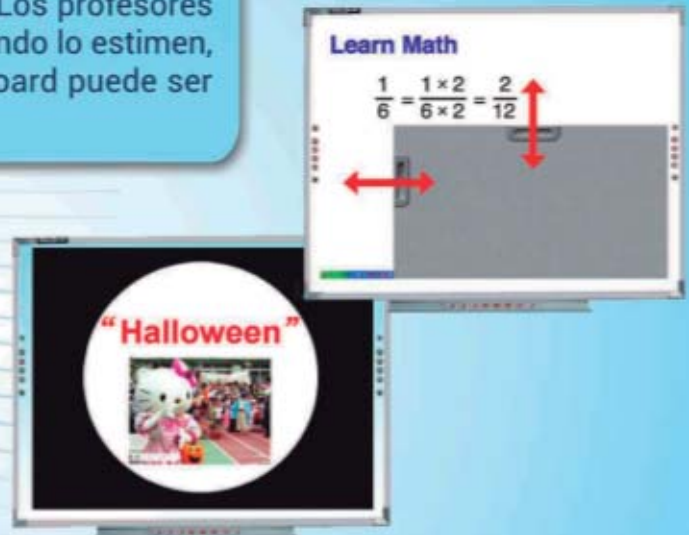 Los profesores
ndo lo estimen,
oard puede ser
Learn Math
1/6 = 1 × 2/6 × 2 = 2/12
“Halloween”